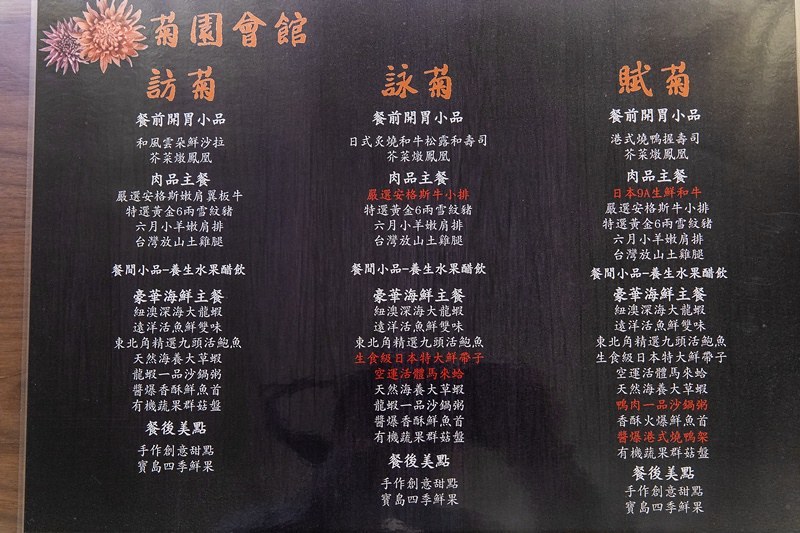 菊園會館
訪菊
餐前開胃小品
和風雲朵鮮沙拉
芥菜燉鳳凰
肉品主餐
嚴選安格斯嫩肩翼板牛
特選黃金6兩雪紋豬
六月小羊嫩肩排
台灣放山土雞腿
餐間小品-養生水果醋飲
豪華海鮮主餐
紐澳深海大龍蝦
遠洋活魚鮮雙味
東北角精選九頭活鮑魚
天然海養大草蝦
龍蝦一品沙鍋粥
醬爆香酥鮮魚首
有機蔬果群菇盤
餐後美點
手作創意甜點
寶島四季鮮果
詠菊
餐前開胃小品
日式炙燒和牛松露和壽司
芥菜燉鳳凰
肉品主餐
嚴選安格斯牛小排
特選黃金6兩雪紋豬
六月小羊嫩肩排
台灣放山土雞腿
餐間小品-養生水果醋飲
豪華海鮮主餐
紐澳深海大龍蝦
遠洋活魚鮮雙味
東北角精選九頭活鮑魚
生食級日本特大鮮帶子
空運活體馬來蛤
天然海養大草蝦
龍蝦一品沙鍋粥
醬爆香酥鮮魚首
有機蔬果群菇盤
餐後美點
手作創意甜點
寶島四季鮮果
賦菊
餐前開胃小品
港式燒鴨握壽司
芥菜燉鳳凰
肉品主餐
日本9A生鮮和牛
嚴選安格斯牛小排
特選黃金6兩雪紋豬
六月小羊嫩肩排
台灣放山土雞腿
餐間小品-養生水果醋飲
豪華海鮮主餐
紐澳深海大龍蝦
遠洋活魚鮮雙味
東北角精選九頭活鮑魚
生食級日本特大鮮帶子
空運活體馬來蛤
天然海養大草蝦
鴨肉一品沙鍋粥
香酥火爆鮮魚首
醬爆港式燒鴨架
有機蔬果群菇盤
餐後美點
手作創意甜點
寶島四季鮮果